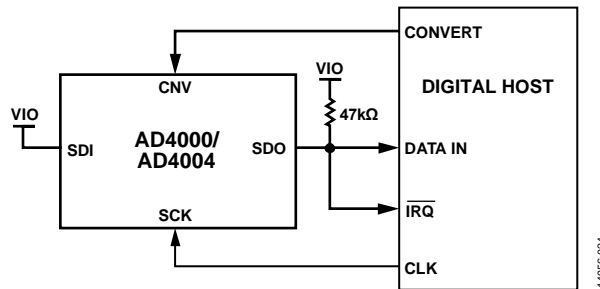 CONVERT
VIO
DIGITAL HOST
CNV
VIO
47kΩ
AD4000/
AD4004
SDI
SDO
DATA IN
IRQ
SCK
CLK